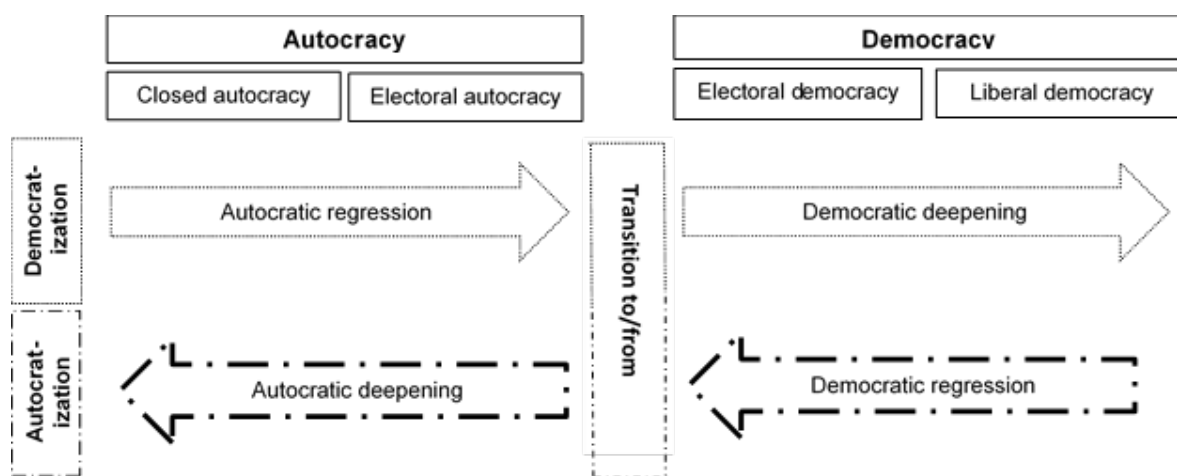 Autocracy
Democracy
Closed autocracy
Electoral autocracy
Electoral democracy
Liberal democracy
Democrat-
ization
Autocratic regression
Transition to/from
Democratic deepening
Autocrat-
ization
Autocratic deepening
Democratic regression